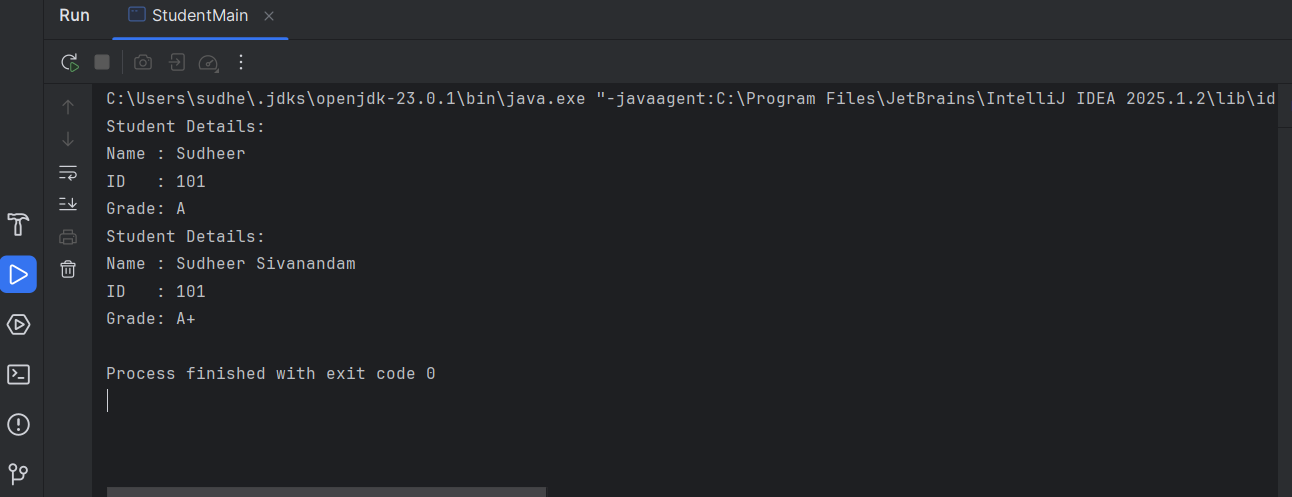 Run StudentMain
C:\Users\sudhe\.jdks\openjdk-23.0.1\bin\java.exe "-javaagent:C:\Program Files\JetBrains\IntelliJ IDEA 2025.1.2\lib\id
Student Details:
Name : Sudheer
ID   : 101
Grade: A
Student Details:
Name : Sudheer Sivanandam
ID   : 101
Grade: A+
Process finished with exit code 0